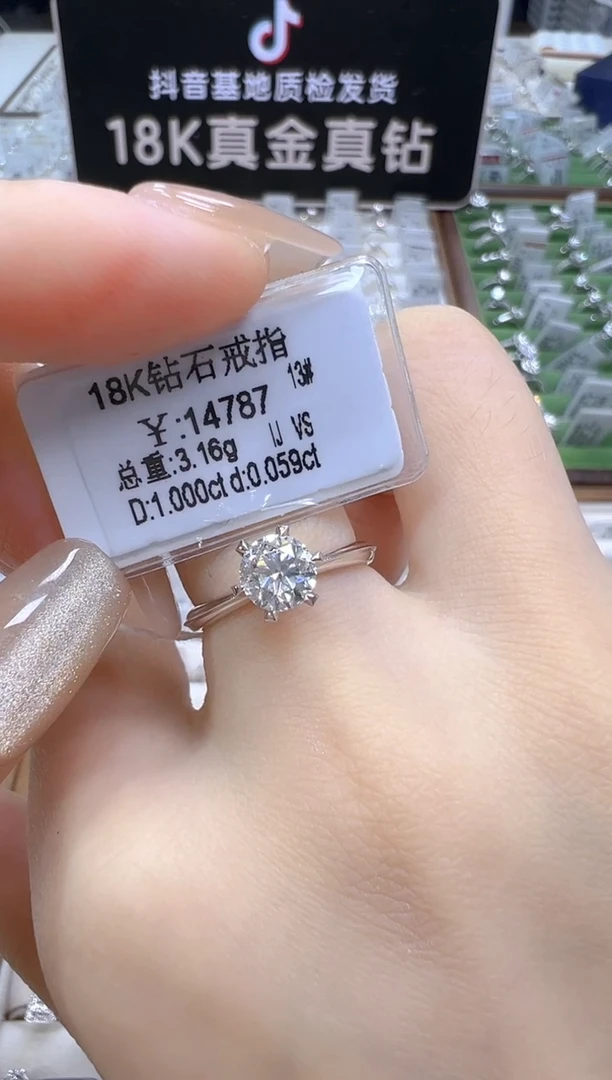 抖音基地质检发货
18K真金真钻
18K钻石戒指
13#
¥:14787
总重:3.16g IJ VS
D:1.000ct d:0.059ct